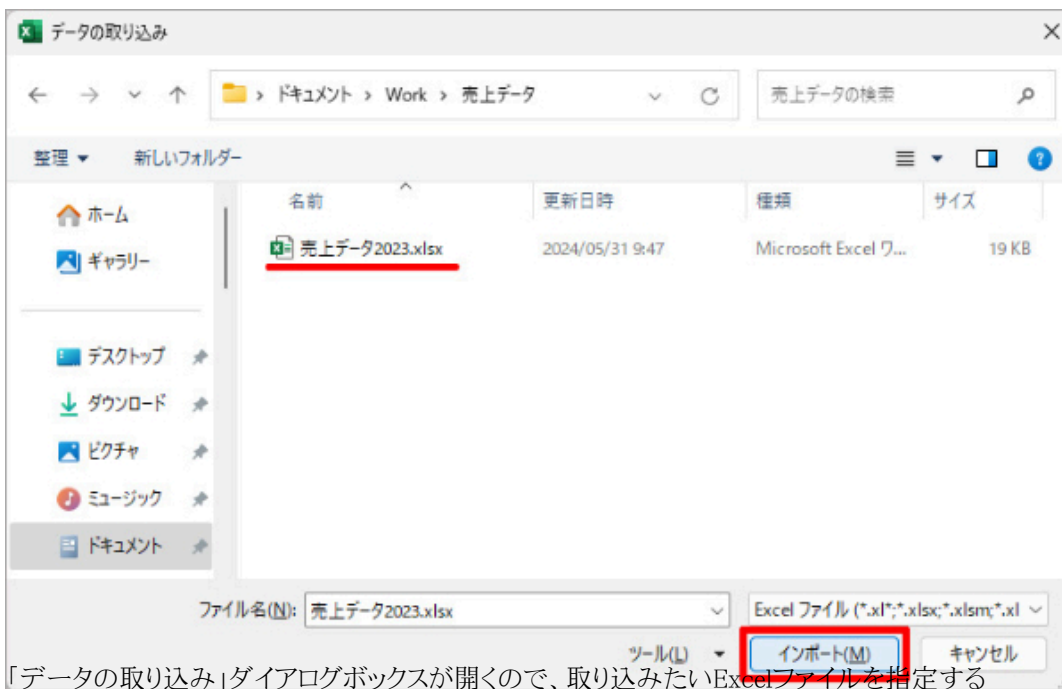 データの取り込み
ドキュメント › Work › 売上データ
売上データの検索
整理
新しいフォルダー
名前 更新日時 種類 サイズ
ホーム
ギャラリー
売上データ2023.xlsx 2024/05/31 9:47 Microsoft Excel ワ... 19 KB
デスクトップ
ダウンロード
ピクチャ
ミュージック
ドキュメント
ファイル名(N): 売上データ2023.xlsx Excel ファイル (*.xl*;*.xlsx;*.xlsm;*.xl
ツール(L) インポート(M) キャンセル
「データの取り込み」ダイアログボックスが開くので、取り込みたいExcelファイルを指定する